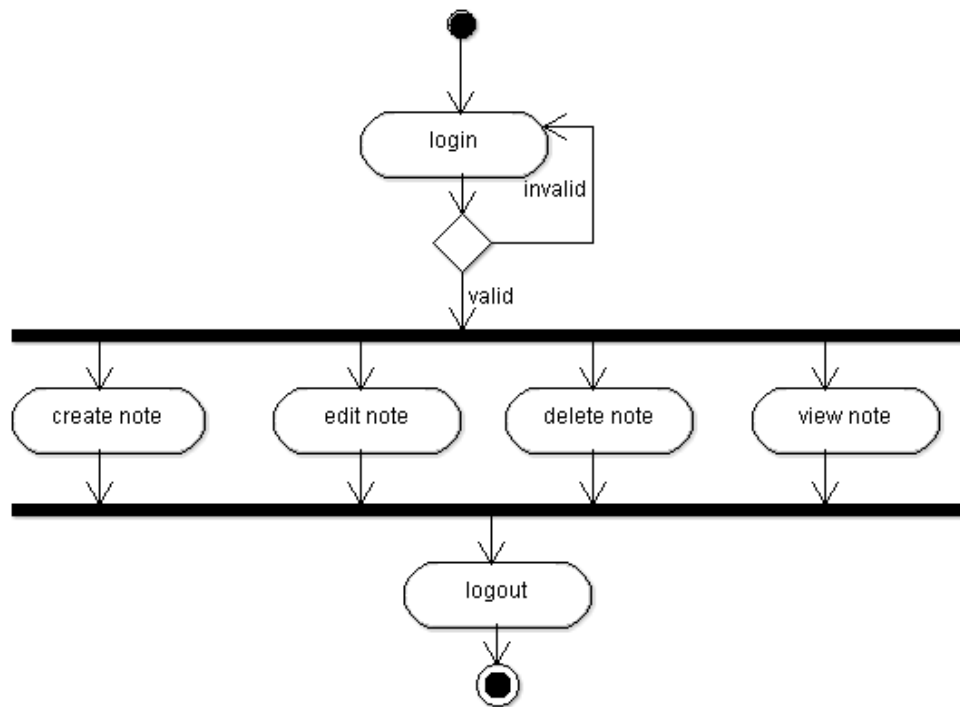 login
invalid
valid
create note
edit note
delete note
view note
logout